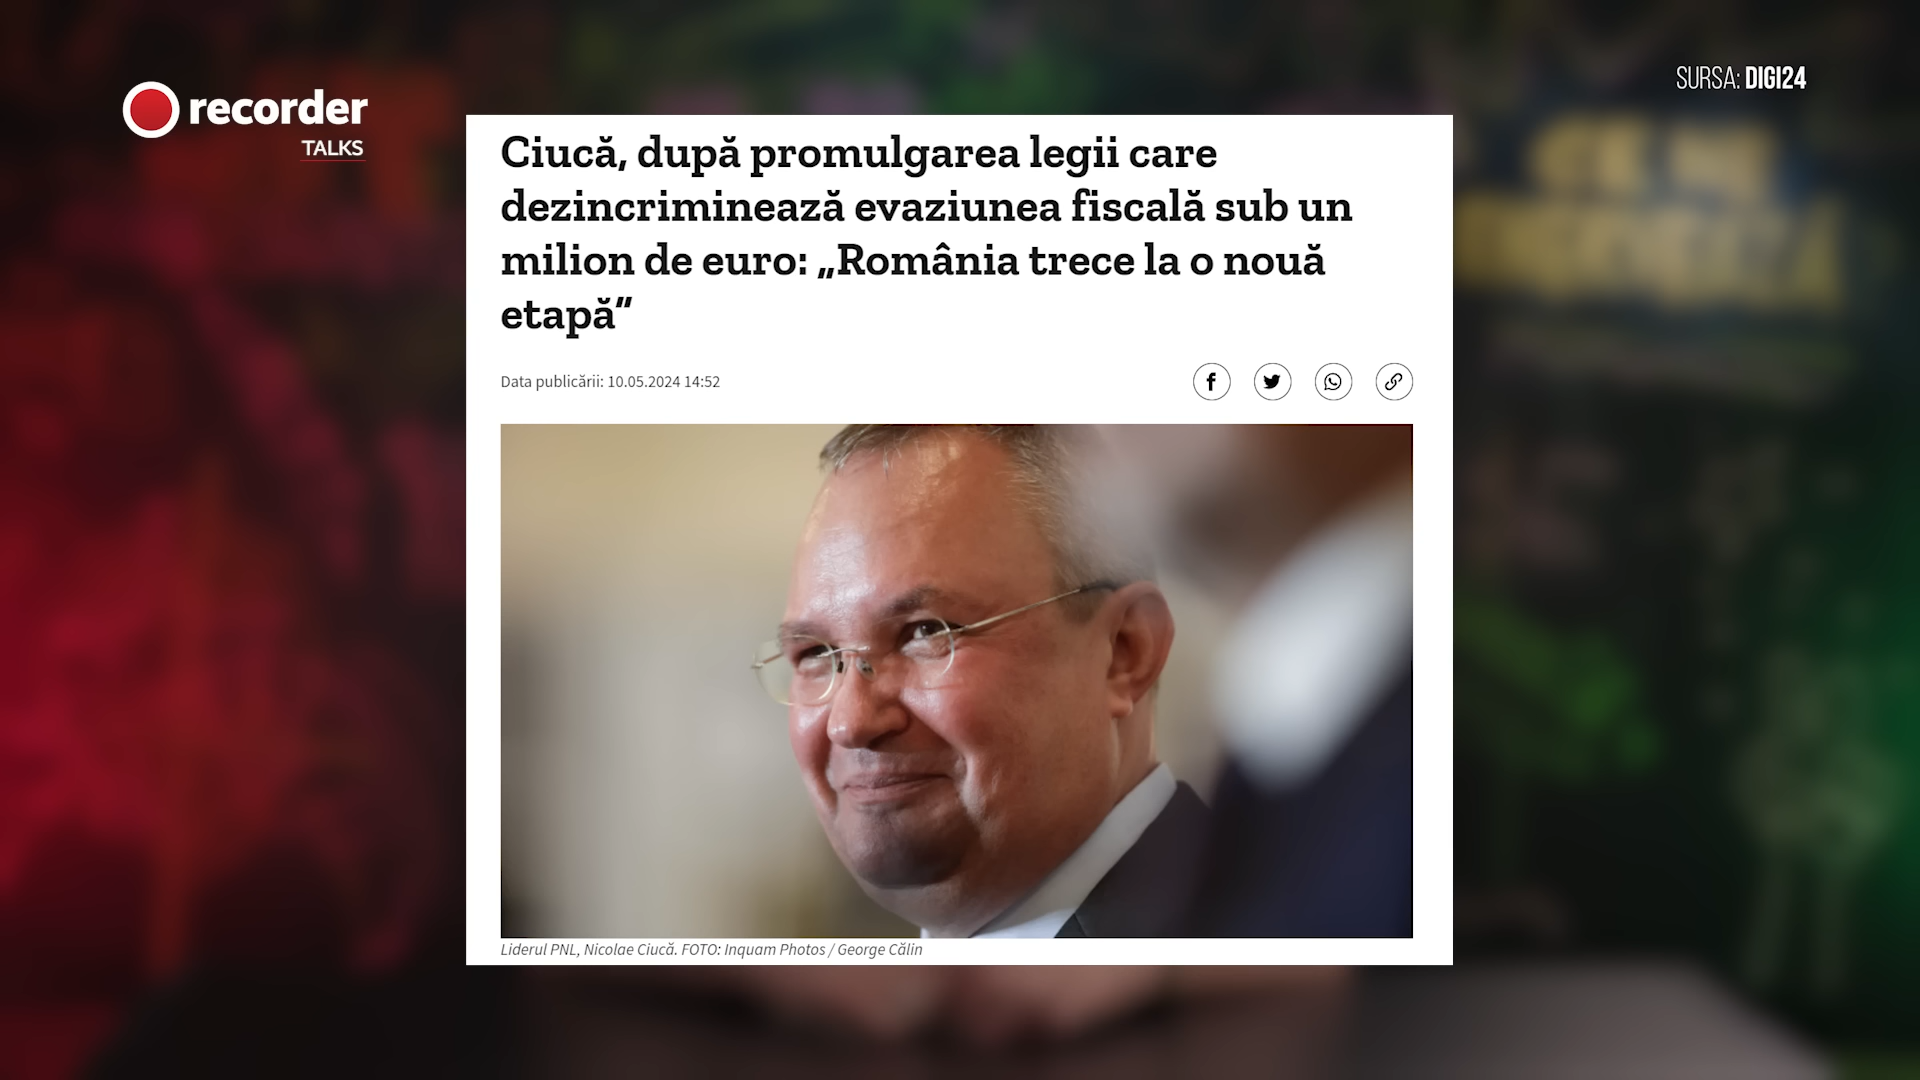 recorder
TALKS
SURSA: DIGI24
Ciucă, după promulgarea legii care
dezincriminează evaziunea fiscală sub un
milion de euro: „România trece la o nouă
etapă”
Data publicării: 10.05.2024 14:52
Liderul PNL, Nicolae Ciucă. FOTO: Inquam Photos / George Călin